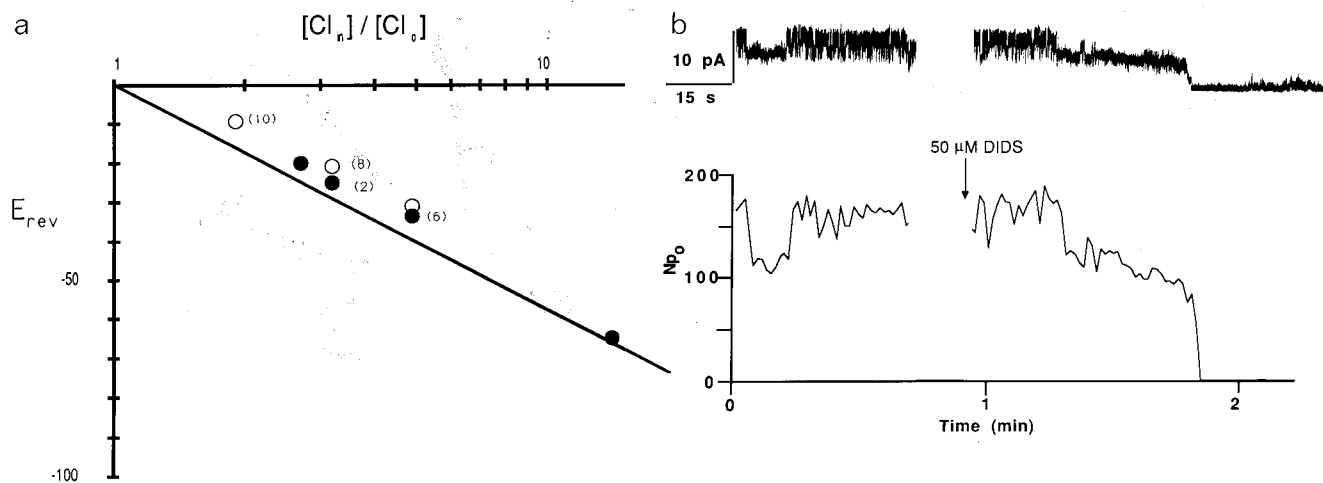 a
[Cl_in] / [Cl_o]
1
10
(10)
(8)
(2)
(6)
E_rev
-50
-100
b
10 pA
15 s
50 µM DIDS
200
100
0
Np_o
0
1
2
Time (min)